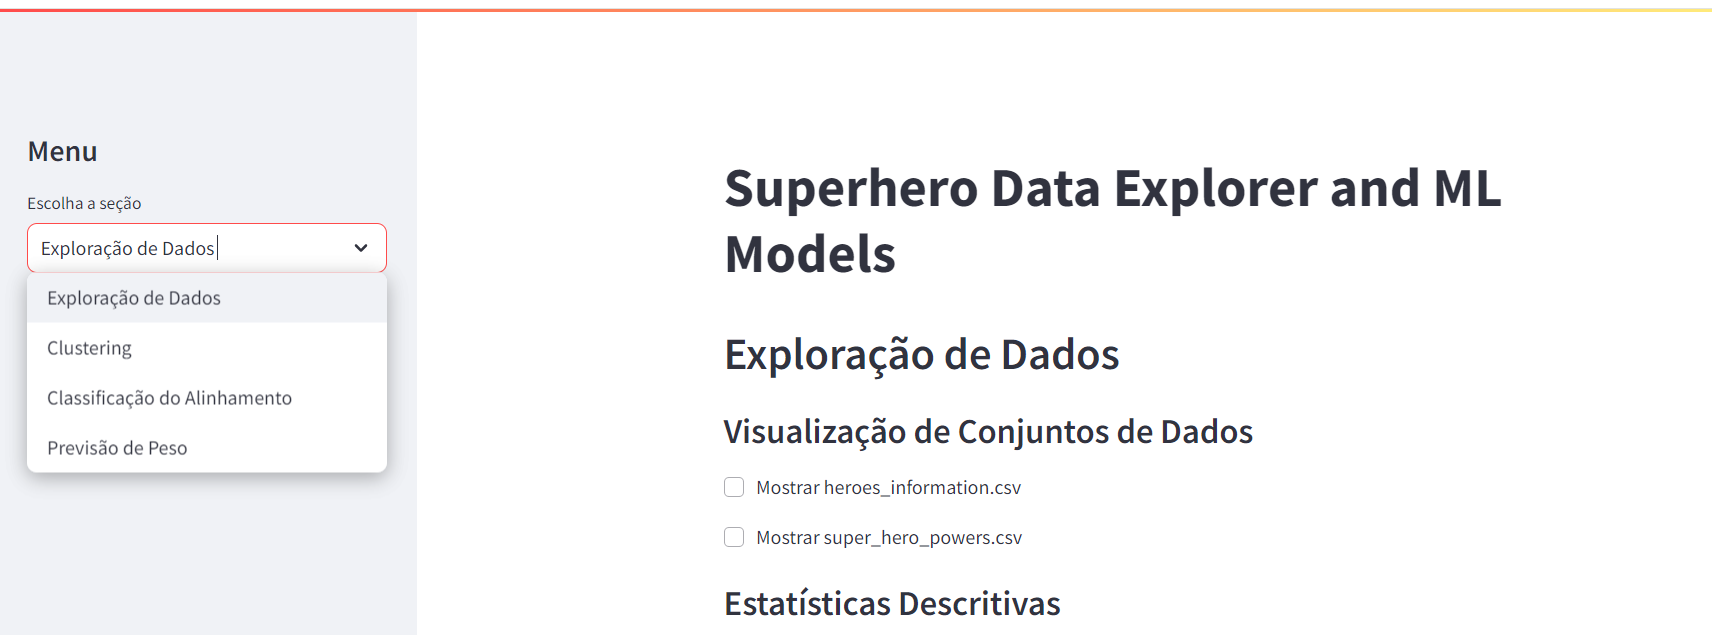 Menu
Escolha a seção
Exploração de Dados
Exploração de Dados
Clustering
Classificação do Alinhamento
Previsão de Peso
Superhero Data Explorer and ML
Models
Exploração de Dados
Visualização de Conjuntos de Dados
Mostrar heroes_information.csv
Mostrar super_hero_powers.csv
Estatísticas Descritivas